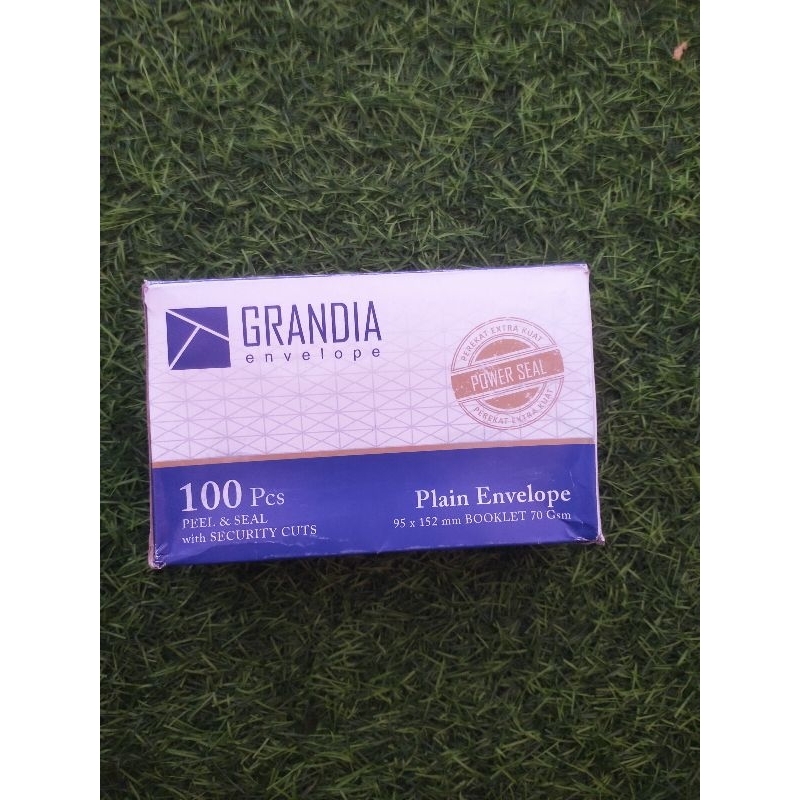 GRANDIA
envelope
PEREKAT EXTRA KUAT
POWER SEAL
PEREKAT EXTRA KUAT
100 Pcs
PEEL & SEAL
with SECURITY CUTS
Plain Envelope
95 x 152 mm BOOKLET 70 Gsm